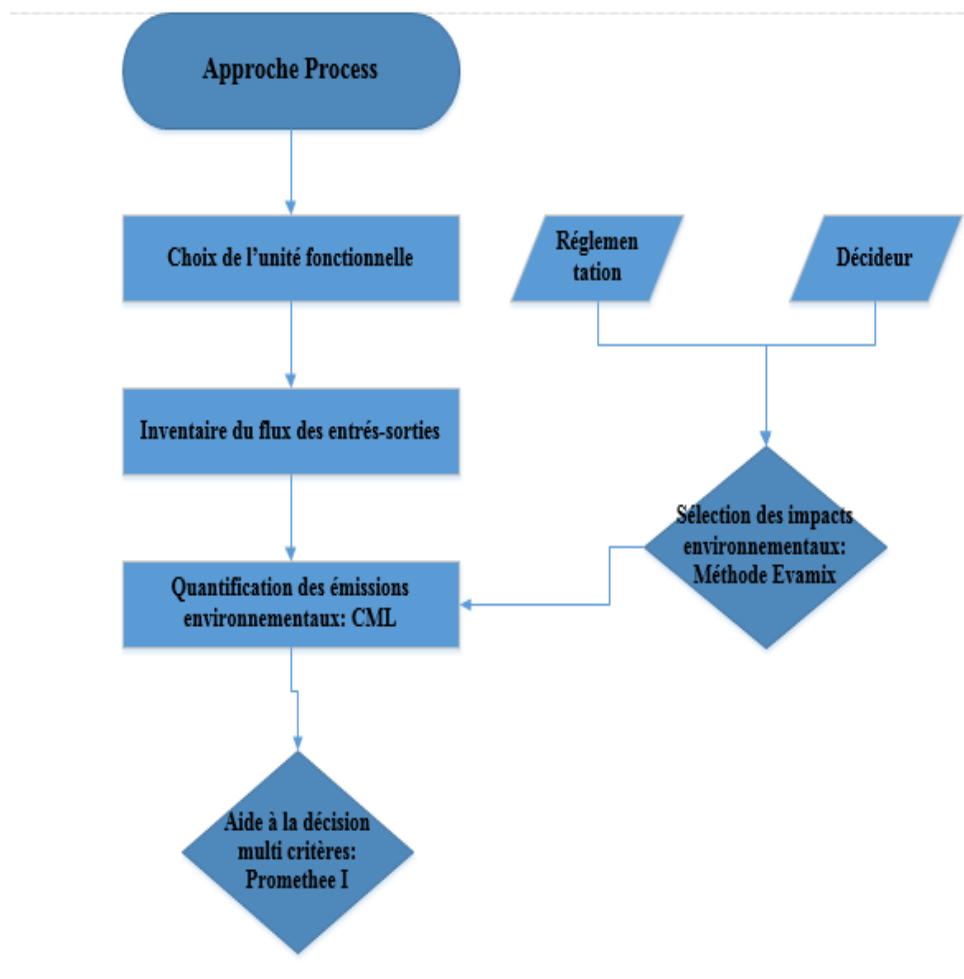 Approche Process
Choix de l’unité fonctionnelle
Réglemen
tation
Décideur
Inventaire du flux des entrés-sorties
Sélection des impacts
environnementaux:
Méthode Evamix
Quantification des émissions
environnementaux: CML
Aide à la décision
multi critères:
Promethee I